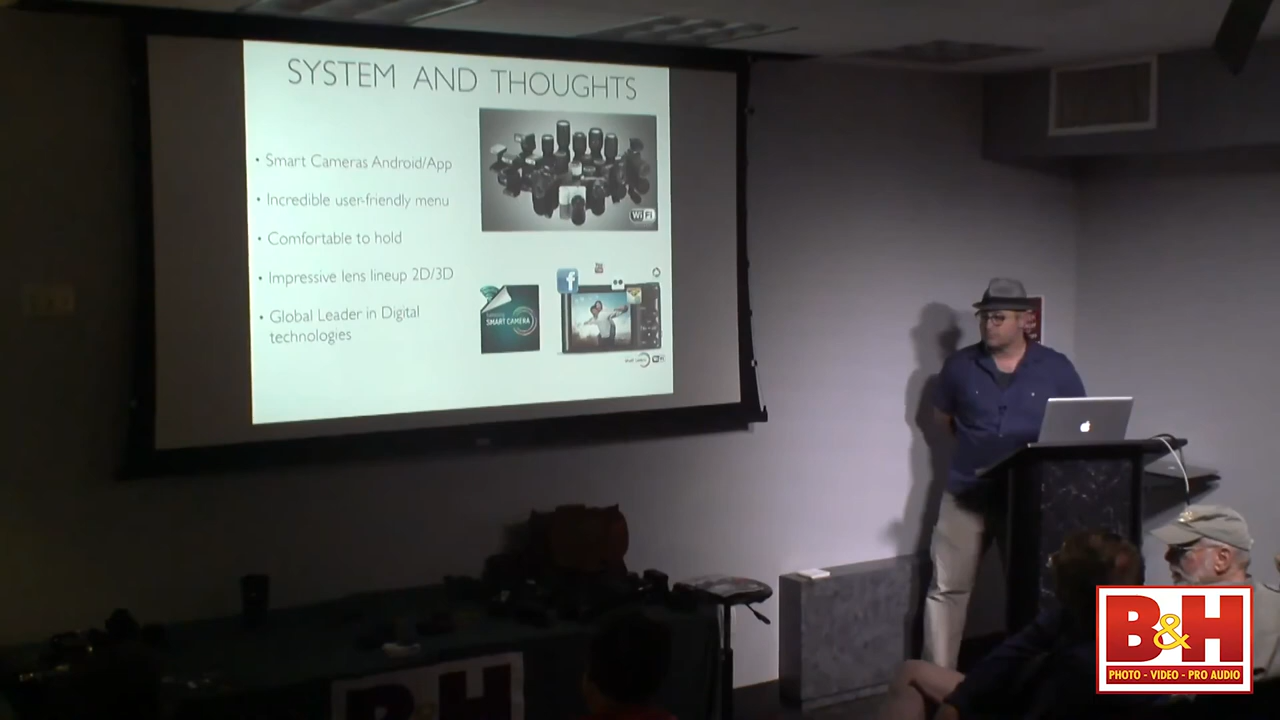 SYSTEM AND THOUGHTS
• Smart Cameras Android/App
• Incredible user-friendly menu
• Comfortable to hold
• Impressive lens lineup 2D/3D
• Global Leader in Digital
technologies
WiFi
SMART CAMERA
B&H
B&H
PHOTO - VIDEO - PRO AUDIO